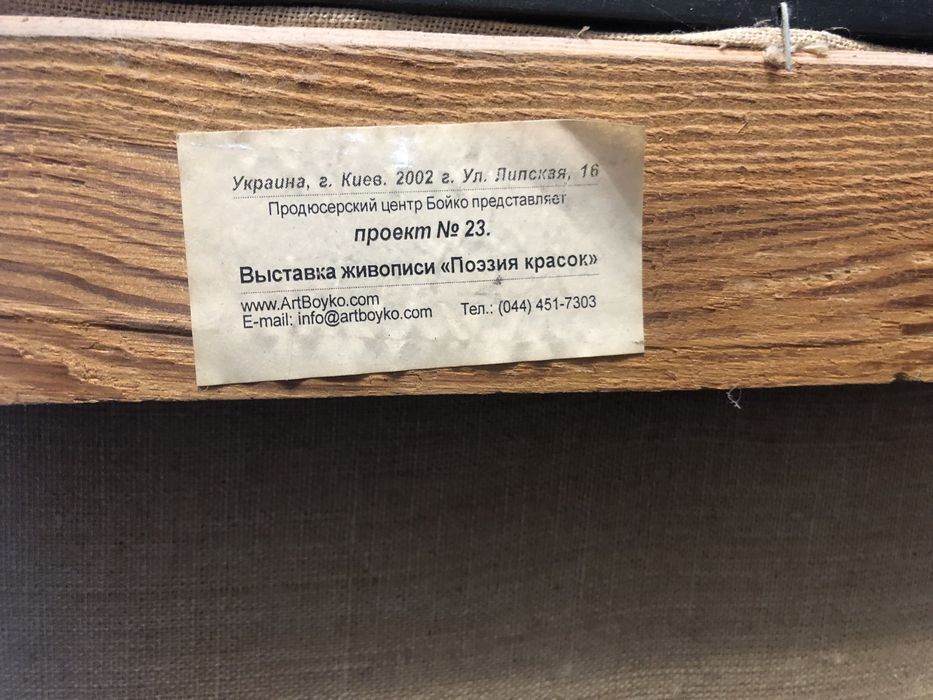 Украина, г. Киев. 2002 г. Ул. Липская, 16
Продюсерский центр Бойко представляет
проект № 23.
Выставка живописи «Поэзия красок»
www.ArtBoyko.com
E-mail: info@artboyko.com Тел.: (044) 451-7303